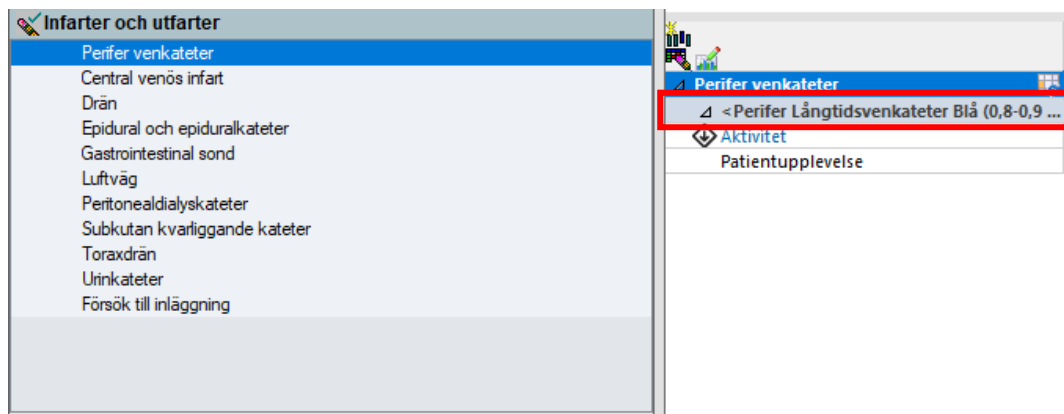 Infarter och utfarter
Perifer venkateter
Central venös infart
Drän
Epidural och epiduralkateter
Gastrointestinal sond
Luftväg
Peritonealdialyskateter
Subkutan kvarliggande kateter
Toraxdrän
Urinkateter
Försök till inläggning
Perifer venkateter
<Perifer Långtidsvenkateter Blå (0,8-0,9 ...
Aktivitet
Patientupplevelse